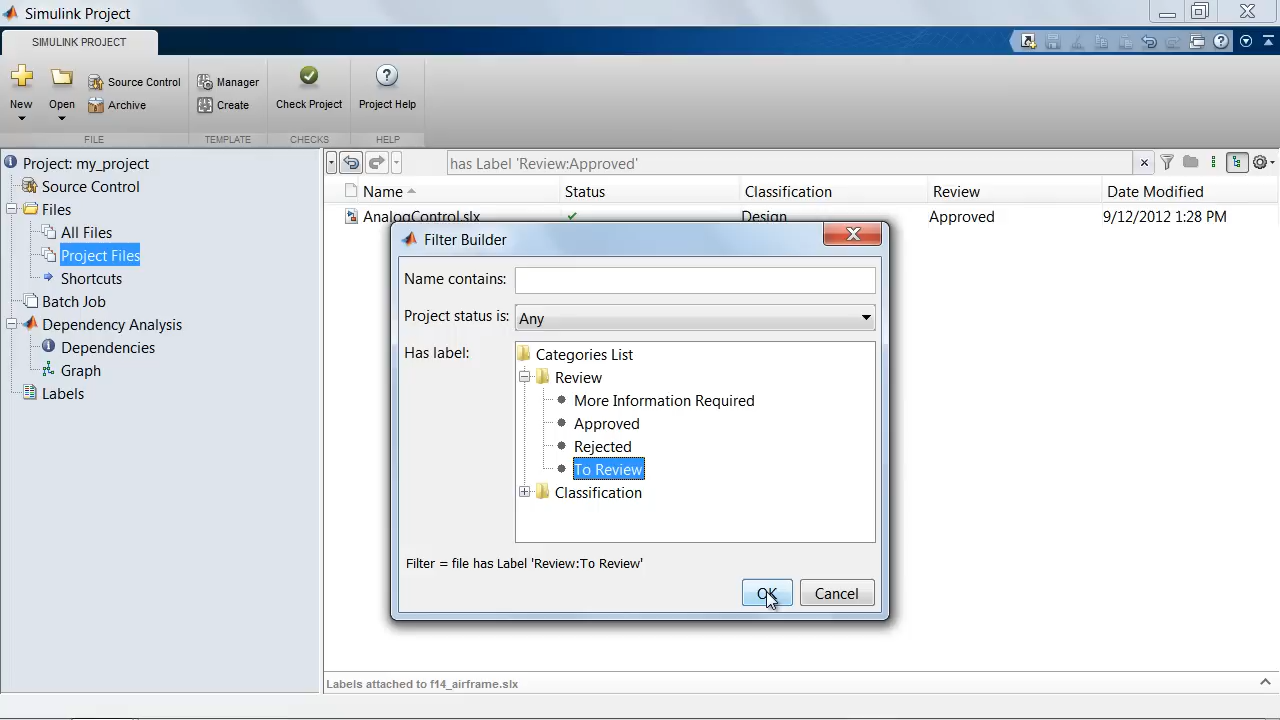 Simulink Project
SIMULINK PROJECT
New
Open
Source Control
Archive
FILE
Manager
Create
TEMPLATE
Check Project
CHECKS
Project Help
HELP
Project: my_project
Source Control
Files
All Files
Project Files
Shortcuts
Batch Job
Dependency Analysis
Dependencies
Graph
Labels
has Label 'Review:Approved'
Name Status Classification Review Date Modified
AnalogControl.slx Design Approved 9/12/2012 1:28 PM
Filter Builder
Name contains:
Project status is: Any
Has label:
Categories List
Review
More Information Required
Approved
Rejected
To Review
Classification
Filter = file has Label 'Review:To Review'
OK Cancel
Labels attached to f14_airframe.slx